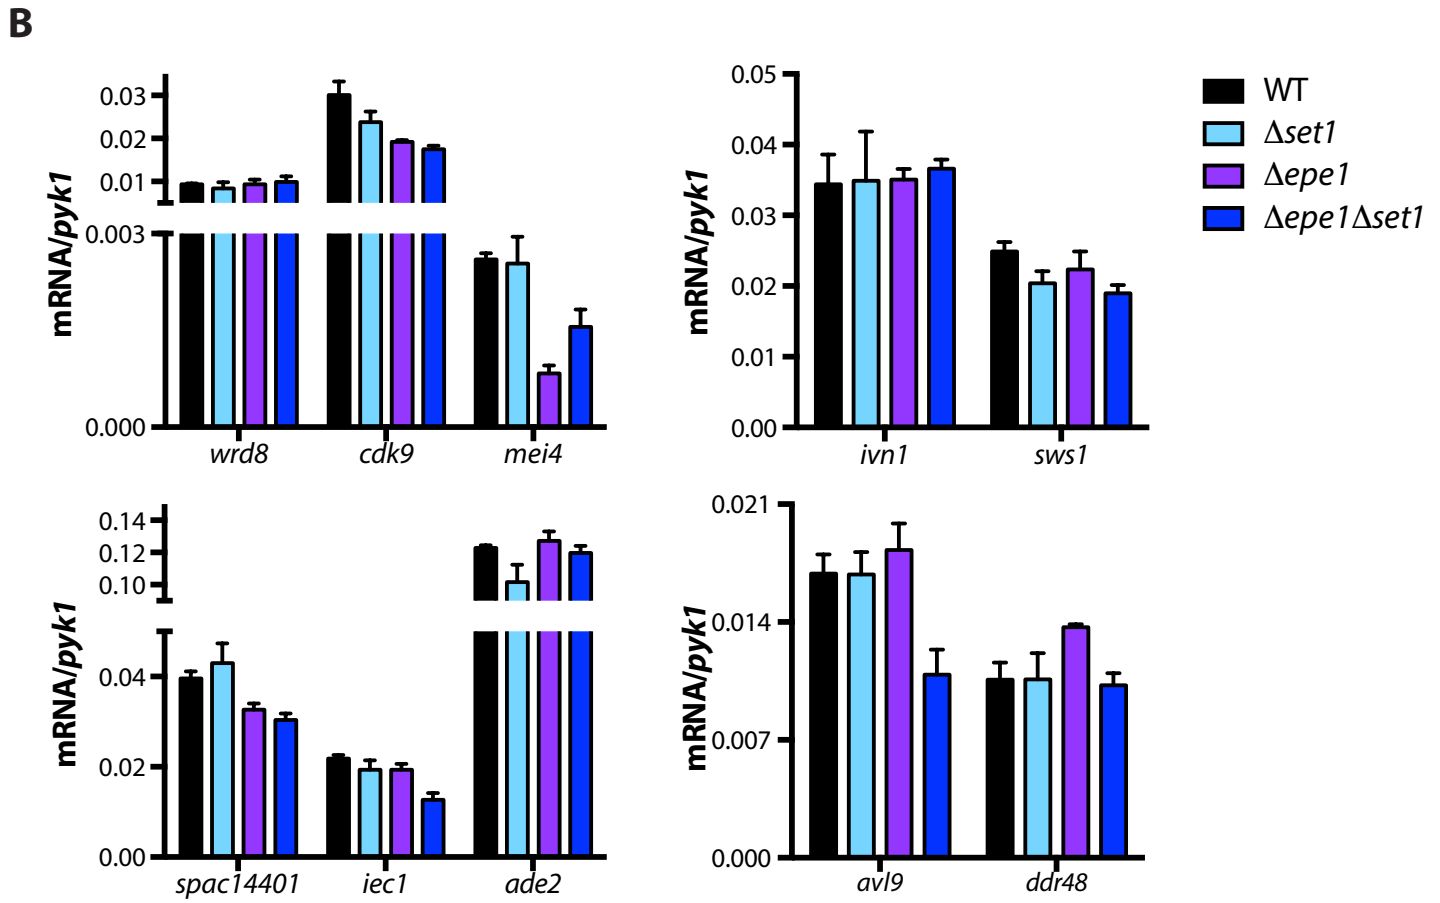 B
0.03
0.02
0.01
0.003
0.000
mRNA/pyk1
wrd8 cdk9 mei4
0.05
0.04
0.03
0.02
0.01
0.00
mRNA/pyk1
ivn1 sws1
WT
Δset1
Δepe1
Δepe1Δset1
0.14
0.12
0.10
0.04
0.02
0.00
mRNA/pyk1
spac14401 iec1 ade2
0.021
0.014
0.007
0.000
mRNA/pyk1
avl9 ddr48